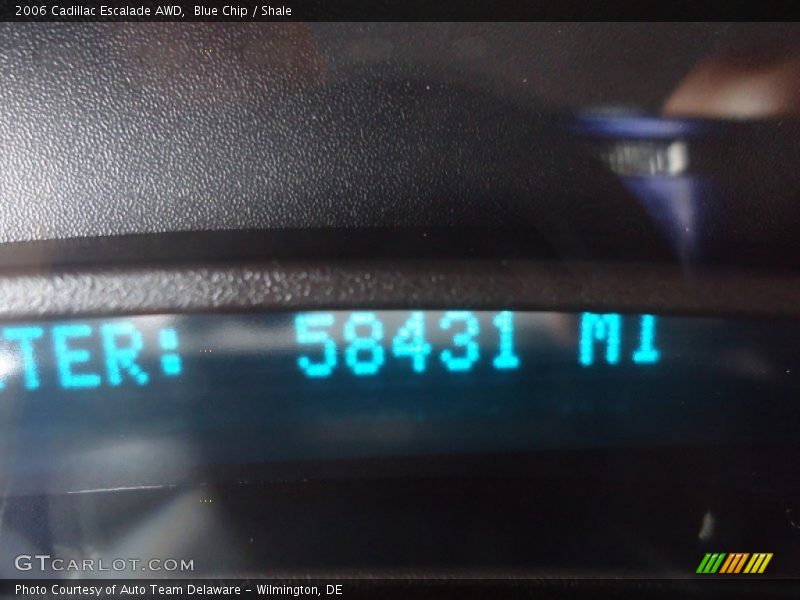 2006 Cadillac Escalade AWD, Blue Chip / Shale
TER: 58431 MI
GTCARLOT.COM
Photo Courtesy of Auto Team Delaware - Wilmington, DE